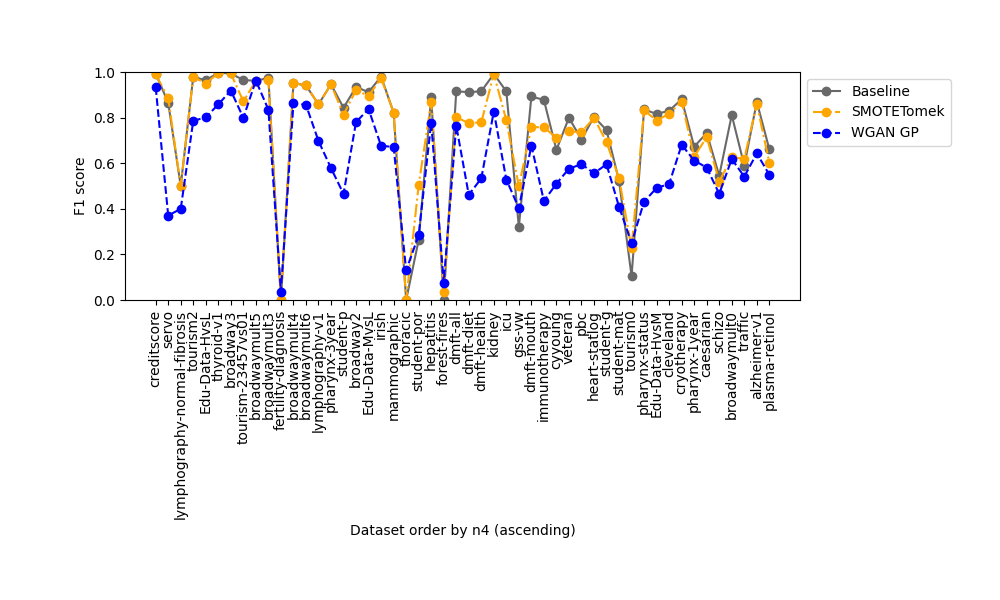 1.0
0.8
0.6
0.4
0.2
0.0
F1 score
Baseline
SMOTETomek
WGAN GP
creditscore
servo
lymphography-normal-fibrosis
tourism2
Edu-Data-HvsL
thyroid-v1
broadway3
tourism-23457vs01
broadwaymult5
broadwaymult3
fertility-diagnosis
broadwaymult4
broadwaymult6
lymphography-v1
pharynx-3year
student-p
broadway2
Edu-Data-MvsL
irish
mammographic
thoracic
student-por
hepatitis
forest-fires
dmft-all
dmft-diet
dmft-health
kidney
icu
gss-vw
dmft-mouth
immunotherapy
cyyoung
veteran
pbc
heart-statlog
student-g
student-mat
tourism0
pharynx-status
Edu-Data-HvsM
cleveland
cryotherapy
pharynx-1year
caesarian
schizo
broadwaymult0
traffic
alzheimer-v1
plasma-retinol
Dataset order by n4 (ascending)